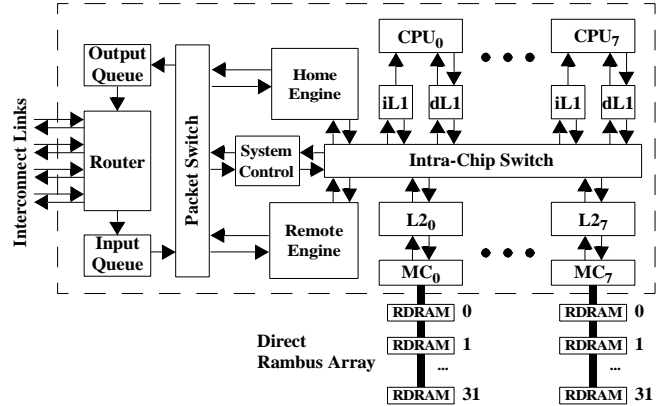 Output
Queue
CPU0
CPU7
Home
Engine
iL1
dL1
iL1
dL1
Interconnect Links
Router
Packet Switch
System
Control
Intra-Chip Switch
Input
Queue
Remote
Engine
L20
L27
MC0
MC7
RDRAM 0
RDRAM 0
Direct
Rambus Array
RDRAM 1
RDRAM 1
...
...
RDRAM 31
RDRAM 31